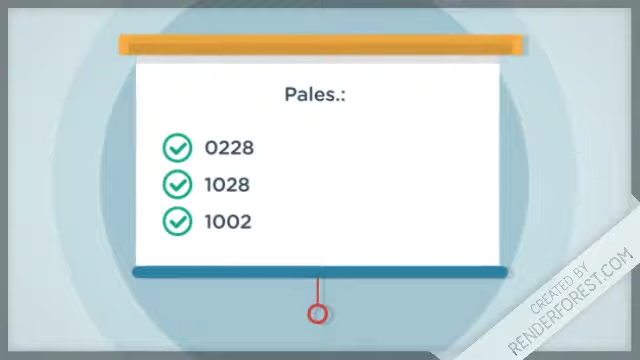 Pales.:
0228
1028
1002
CREATED BY
RENDERFOREST.COM